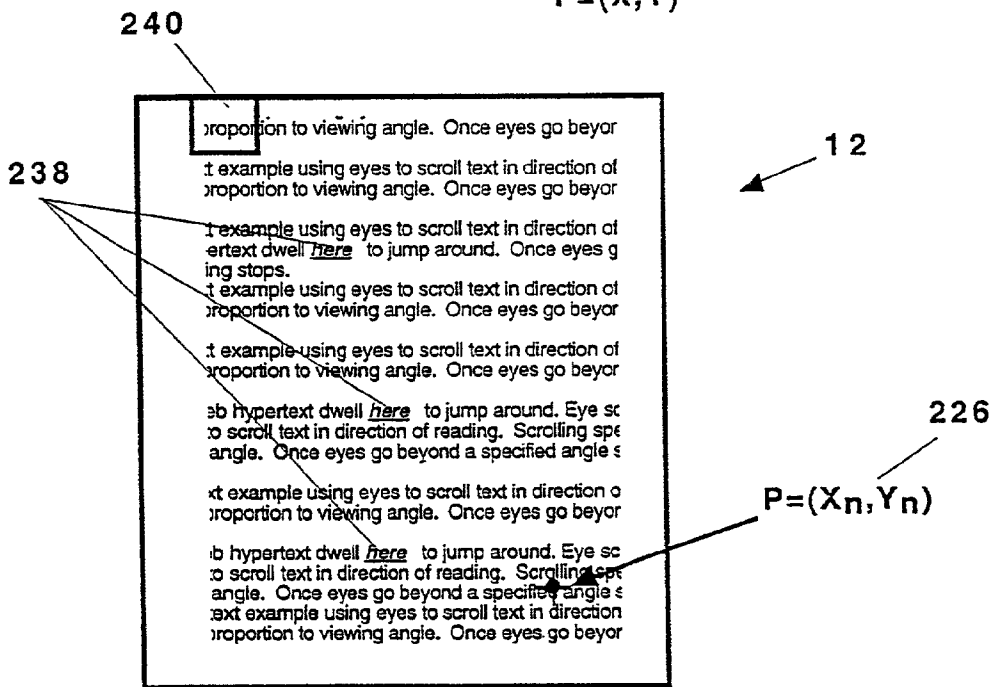 240
proportion to viewing angle. Once eyes go beyor
12
238
t example using eyes to scroll text in direction of
proportion to viewing angle. Once eyes go beyor
t example using eyes to scroll text in direction of
ertext dwell here to jump around. Once eyes g
ing stops.
t example using eyes to scroll text in direction of
proportion to viewing angle. Once eyes go beyor
t example using eyes to scroll text in direction of
proportion to viewing angle. Once eyes go beyor
eb hypertext dwell here to jump around. Eye sc
to scroll text in direction of reading. Scrolling spe
angle. Once eyes go beyond a specified angle s
226
xt example using eyes to scroll text in direction o
proportion to viewing angle. Once eyes go beyor
P=(Xn,Yn)
b hypertext dwell here to jump around. Eye sc
to scroll text in direction of reading. Scrolling spe
angle. Once eyes go beyond a specified angle s
text example using eyes to scroll text in direction
proportion to viewing angle. Once eyes go beyor